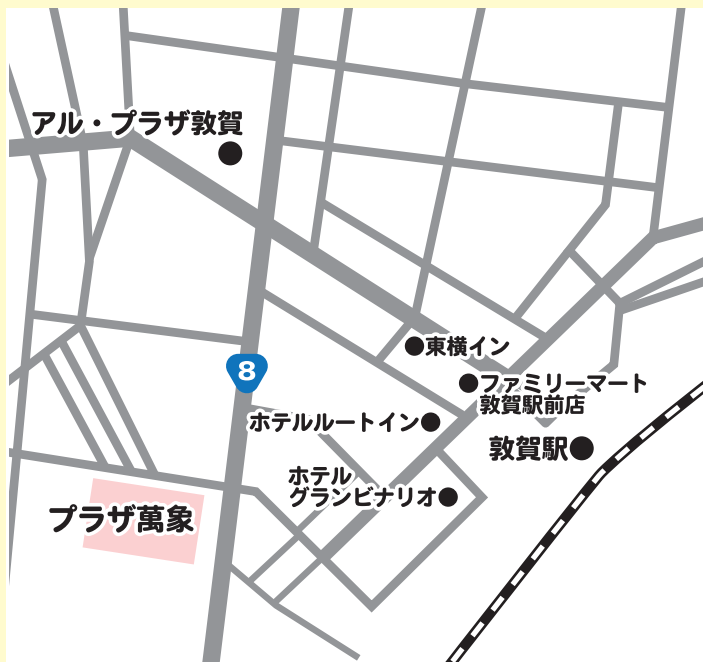 アル・プラザ敦賀
東横イン
8
ファミリーマート
敦賀駅前店
ホテルルートイン
敦賀駅
ホテル
グランビナリオ
プラザ萬象